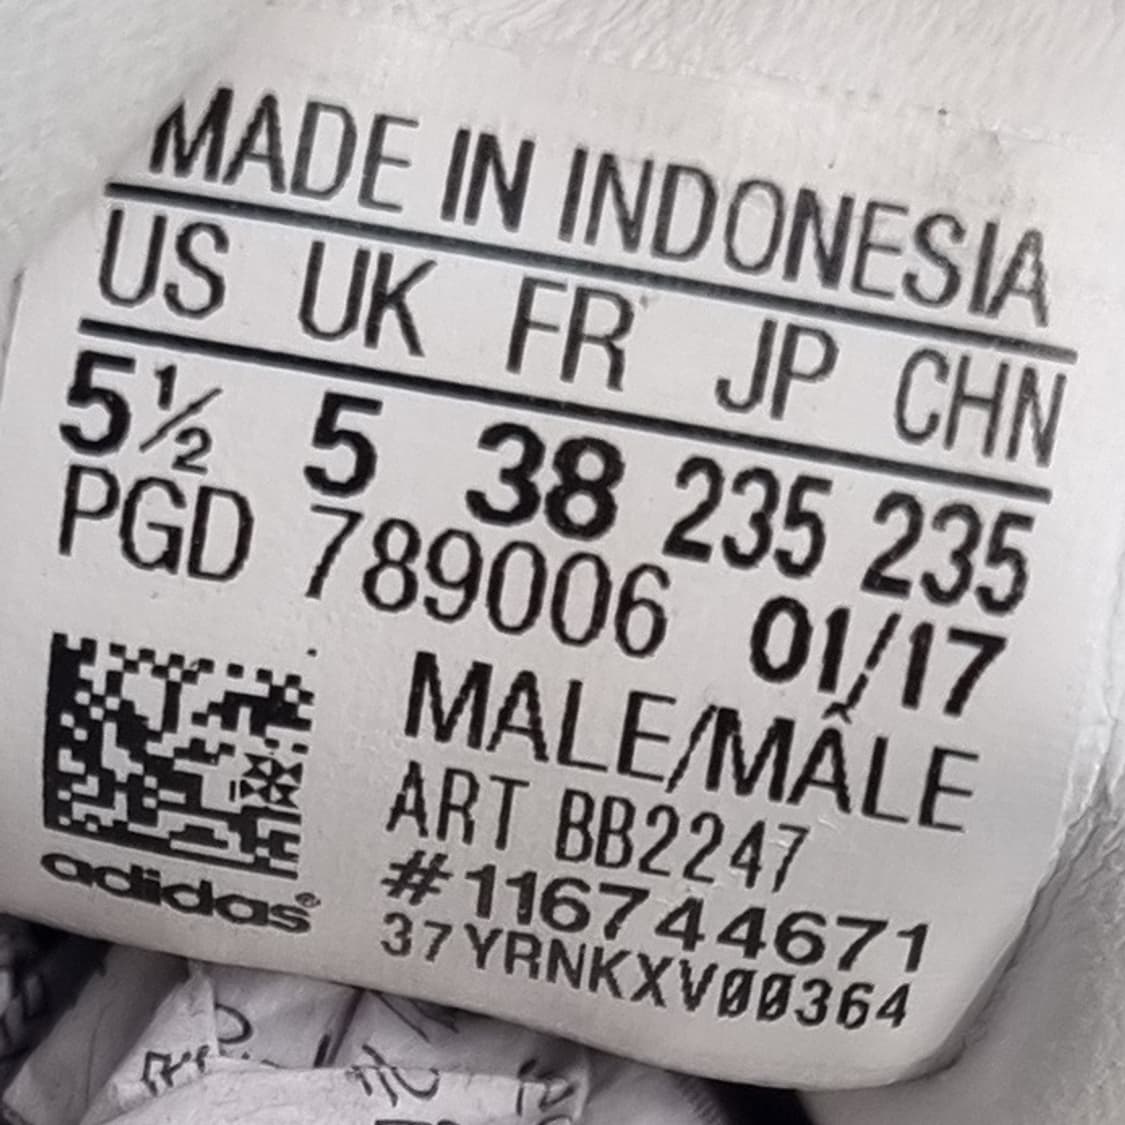 MADE IN INDONESIA
US UK FR JP CHN
5½ 5 38 235 235
PGD 789006 01/17
MALE/MÂLE
ART BB2247
#116744671
37YRNKXV00364
adidas®